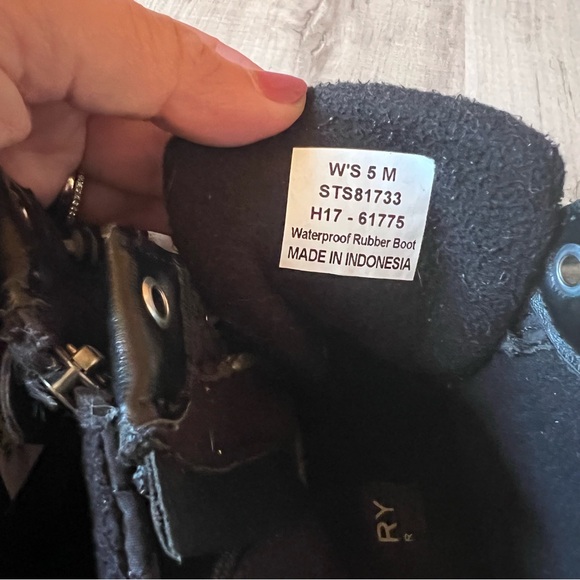 W'S 5 M
STS81733
H17 - 61775
Waterproof Rubber Boot
MADE IN INDONESIA
RY
R